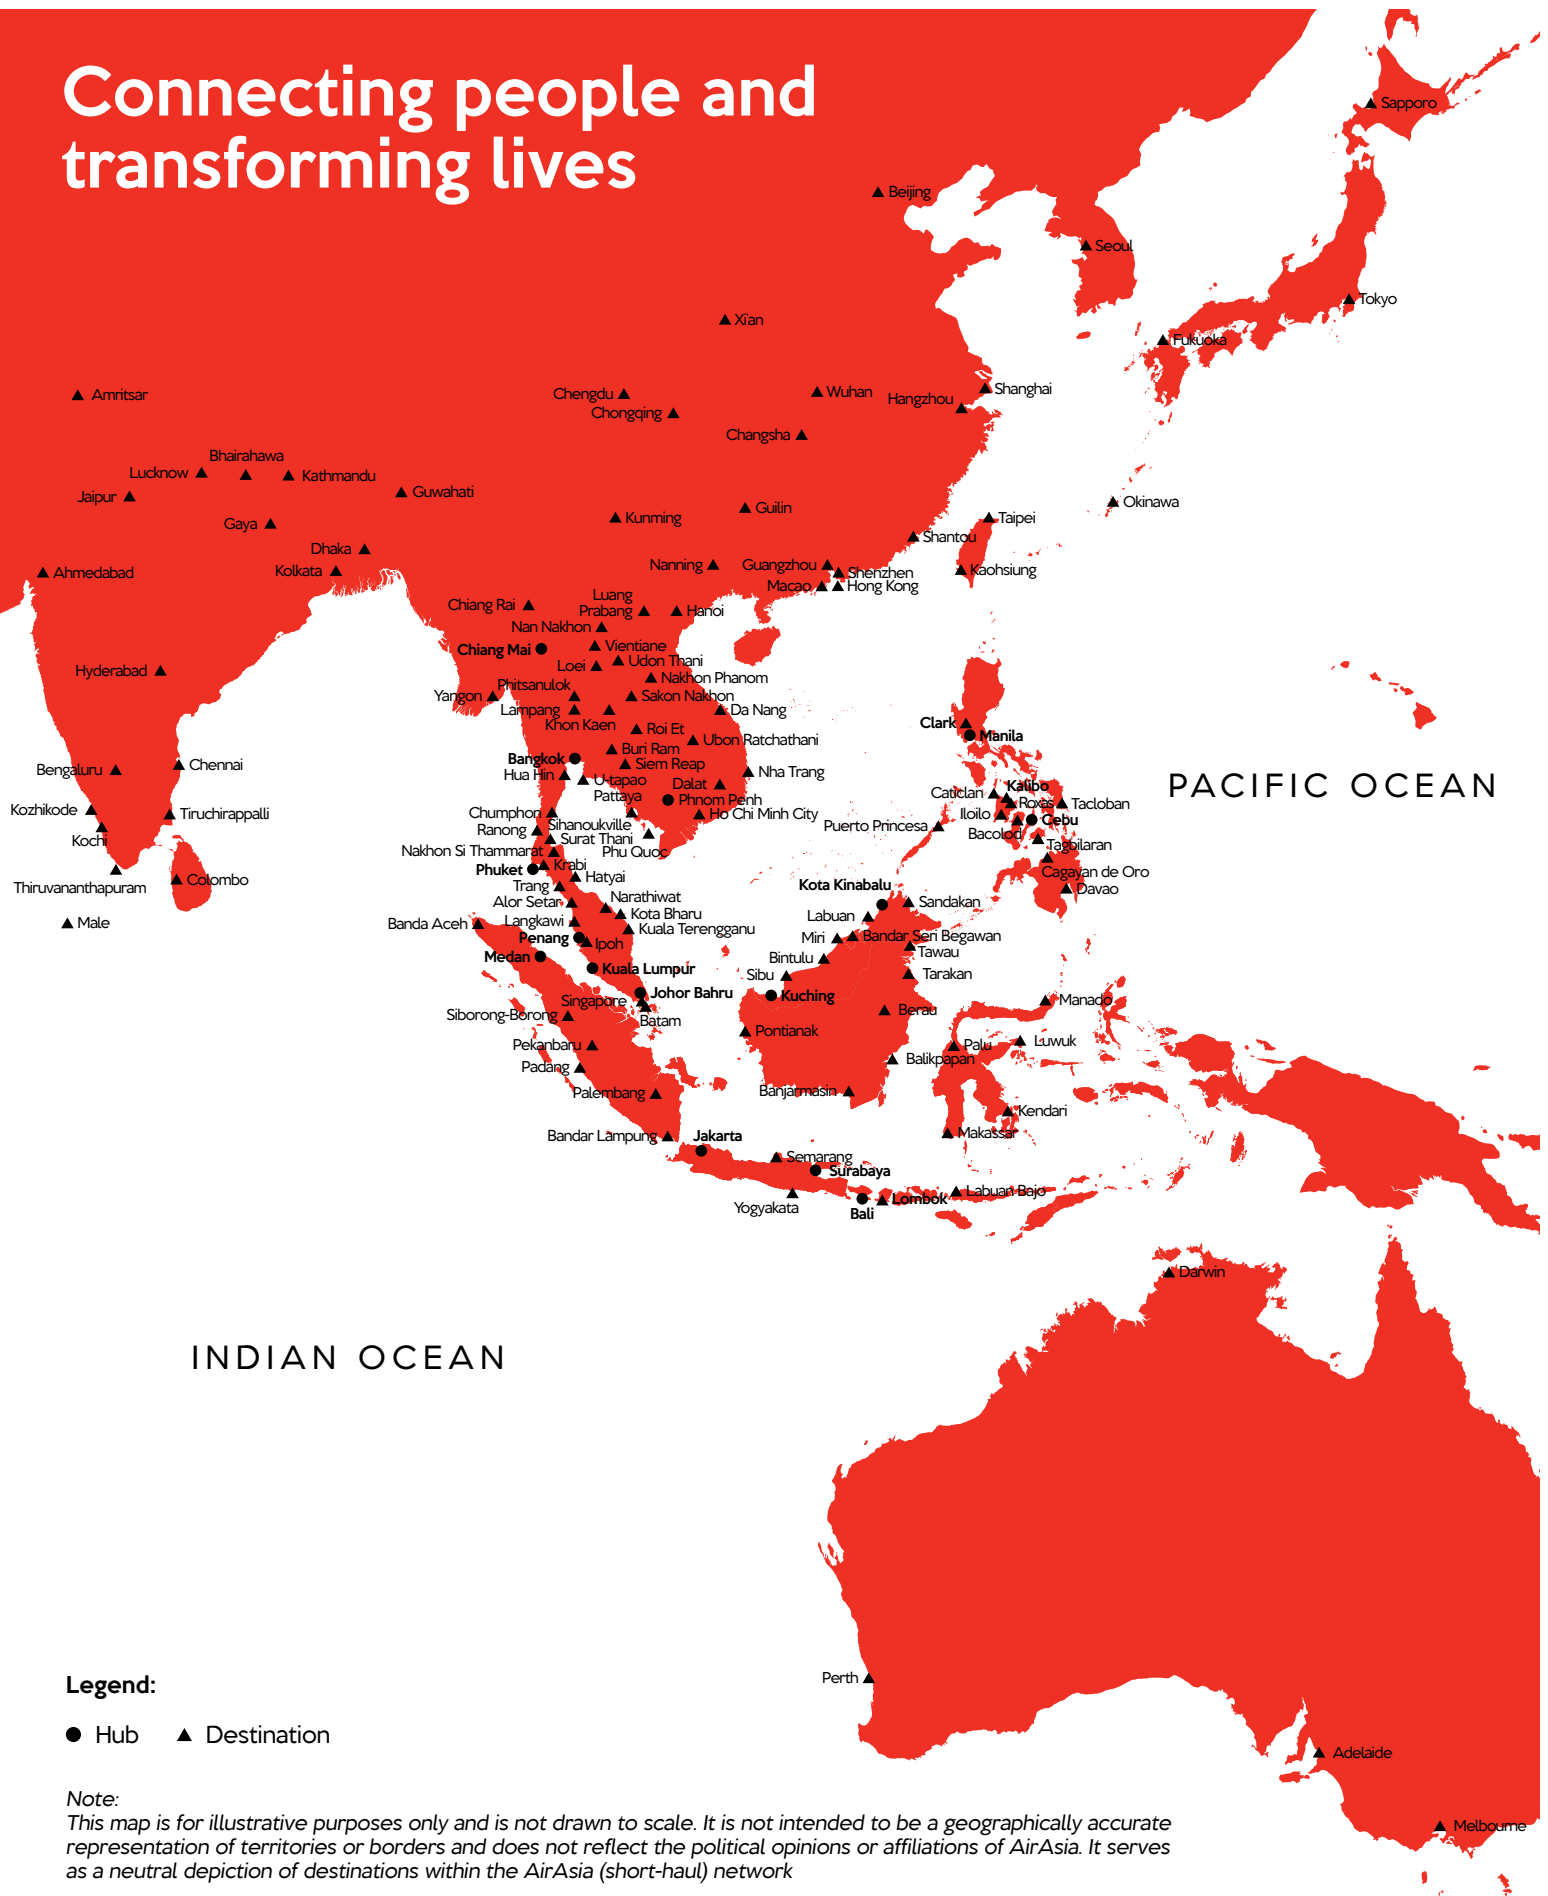 Connecting people and
transforming lives
Sapporo
Beijing
Seoul
Tokyo
Xi'an
Fukuoka
Amritsar
Chengdu
Wuhan
Shanghai
Hangzhou
Chongqing
Changsha
Bhairahawa
Lucknow
Kathmandu
Jaipur
Guwahati
Okinawa
Guilin
Kunming
Taipei
Gaya
Shantou
Dhaka
Nanning
Guangzhou
Kolkata
Ahmedabad
Shenzhen
Kaohsiung
Macao
Hong Kong
Luang
Prabang
Chiang Rai
Hanoi
Nan Nakhon
Vientiane
Chiang Mai
Udon Thani
Loei
Hyderabad
Nakhon Phanom
Phitsanulok
Yangon
Sakon Nakhon
Lampang
Da Nang
Khon Kaen
Roi Et
Clark
Manila
Ubon Ratchathani
Buri Ram
Bangkok
Siem Reap
Chennai
Bengaluru
Hua Hin
U-tapao
Pattaya
Nha Trang
Dalat
PACIFIC OCEAN
Kalibo
Caticlan
Phnom Penh
Roxas
Tacloban
Kozhikode
Tiruchirappalli
Chumphon
Ho Chi Minh City
Iloilo
Cebu
Sihanoukville
Puerto Princesa
Ranong
Bacolod
Kochi
Surat Thani
Tagbilaran
Nakhon Si Thammarat
Phu Quoc
Krabi
Phuket
Cagayan de Oro
Hatyai
Colombo
Thiruvananthapuram
Trang
Kota Kinabalu
Davao
Narathiwat
Alor Setar
Sandakan
Kota Bharu
Labuan
Male
Banda Aceh
Langkawi
Kuala Terengganu
Penang
Ipoh
Miri
Bandar Seri Begawan
Tawau
Medan
Bintulu
Kuala Lumpur
Sibu
Tarakan
Johor Bahru
Kuching
Singapore
Manado
Siborong-Borong
Batam
Berau
Pontianak
Pekanbaru
Palu
Luwuk
Balikpapan
Padang
Palembang
Banjarmasin
Kendari
Bandar Lampung
Jakarta
Makassar
Semarang
Surabaya
Labuan Bajo
Lombok
Yogyakata
Bali
Darwin
INDIAN OCEAN
Perth
Legend:
Hub
Destination
Adelaide
Melbourne
Note:
This map is for illustrative purposes only and is not drawn to scale. It is not intended to be a geographically accurate
representation of territories or borders and does not reflect the political opinions or affiliations of AirAsia. It serves
as a neutral depiction of destinations within the AirAsia (short-haul) network